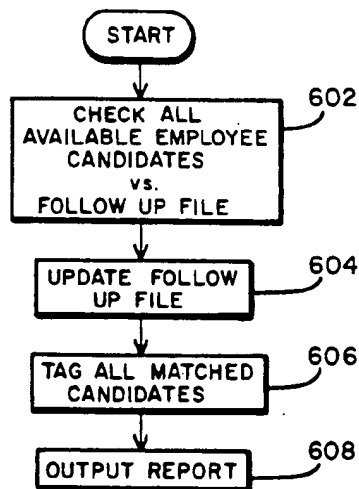 START
602
CHECK ALL
AVAILABLE EMPLOYEE
CANDIDATES
vs.
FOLLOW UP FILE
604
UPDATE FOLLOW
UP FILE
606
TAG ALL MATCHED
CANDIDATES
608
OUTPUT REPORT